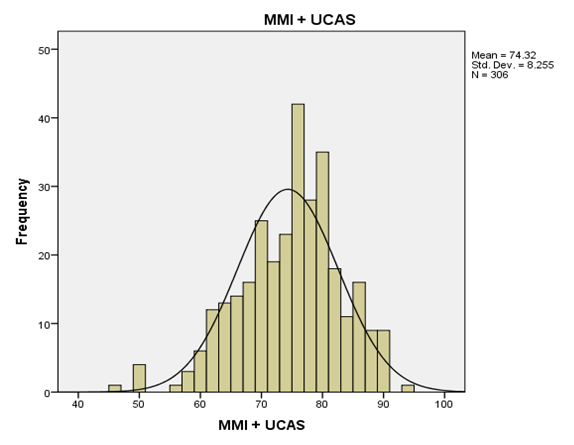 MMI + UCAS
Mean = 74.32
Std. Dev. = 8.255
N = 306
50
40
30
20
10
0
Frequency
40 50 60 70 80 90 100
MMI + UCAS